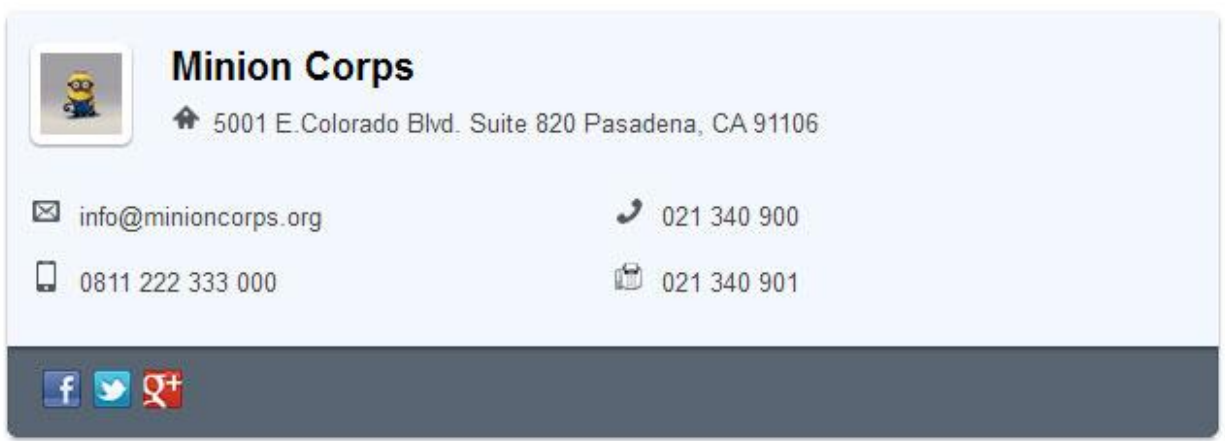 Minion Corps
5001 E.Colorado Blvd. Suite 820 Pasadena, CA 91106
info@minioncorps.org
021 340 900
0811 222 333 000
021 340 901
f
g+